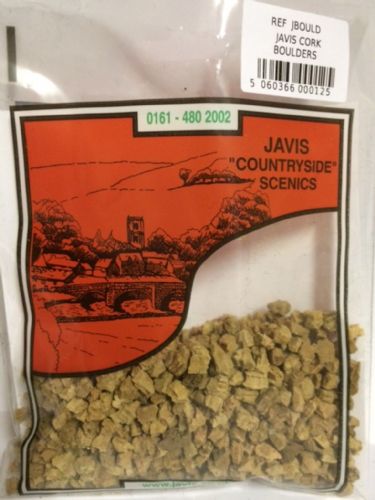 REF JBOULD
JAVIS CORK
BOULDERS
5 060366 000125
0161 - 480 2002
JAVIS
"COUNTRYSIDE"
SCENICS